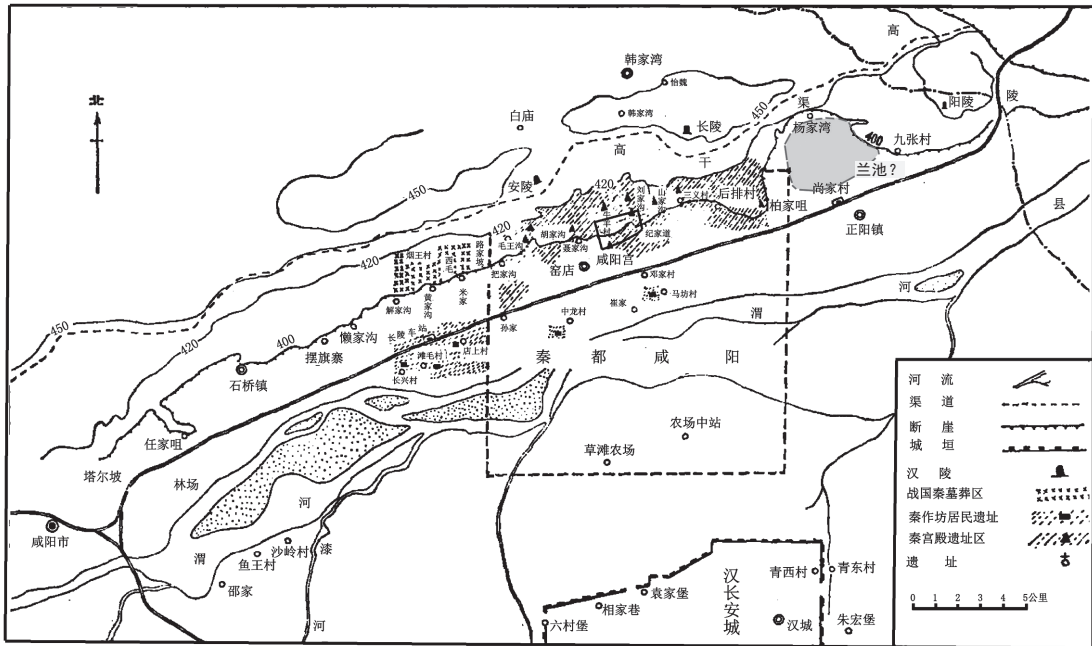 北
高
陵
县
韩家湾
怡魏
韩家湾
长陵
白庙
安陵
450
高
干
渠
杨家湾
400
九张村
阳陵
兰池？
尚家村
正阳镇
柏家咀
后排村
三义村
山家沟
刘家沟
牛羊村
纪家道
咸阳宫
420
胡家沟
聂家沟
毛王沟
窑店
邓家村
马坊村
崔家
中龙村
孙家
把家沟
路家坡
西毛
烟王村
米家
黄家沟
解家沟
450
420
420
450
420
400
懒家沟
摆旗寨
石桥镇
长陵车站
店上村
滩毛村
长兴村
秦都咸阳
渭
河
农场中站
草滩农场
任家咀
塔尔坡
林场
咸阳市
渭
河
沙岭村
鱼王村
邵家
漆
河
六村堡
相家巷
袁家堡
汉长安城
青西村
青东村
汉城
朱宏堡
河 流
渠 道
断 崖
城 垣
汉 陵
战国秦墓葬区
秦作坊居民遗址
秦宫殿遗址区
遗 址
0 1 2 3 4 5公里